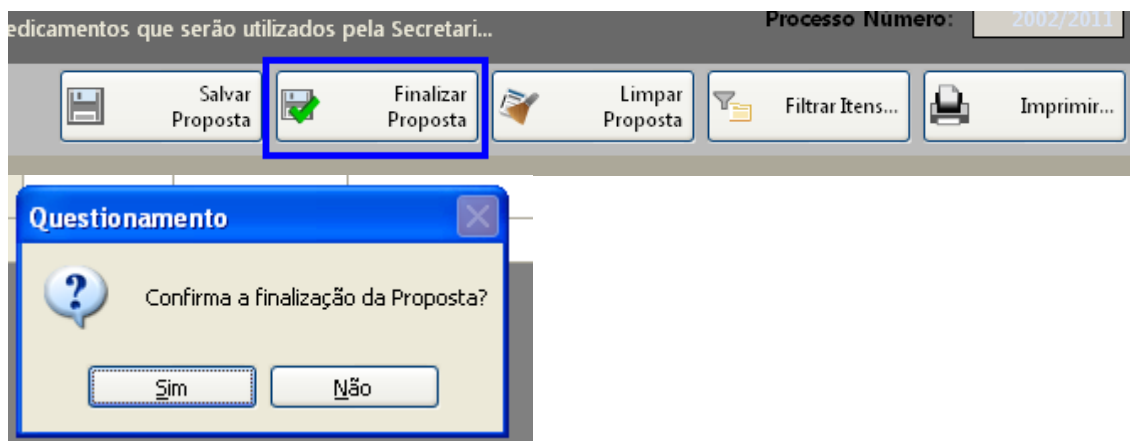 edicamentos que serão utilizados pela Secretari...
Processo Número: 2002/2011
Salvar
Proposta
Finalizar
Proposta
Limpar
Proposta
Filtrar Itens...
Imprimir...
Questionamento
Confirma a finalização da Proposta?
Sim
Não